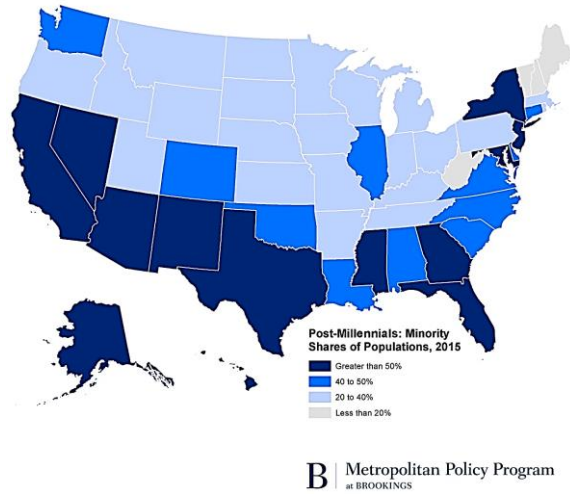 Post-Millennials: Minority
Shares of Populations, 2015
Greater than 50%
40 to 50%
20 to 40%
Less than 20%
B | Metropolitan Policy Program
at BROOKINGS